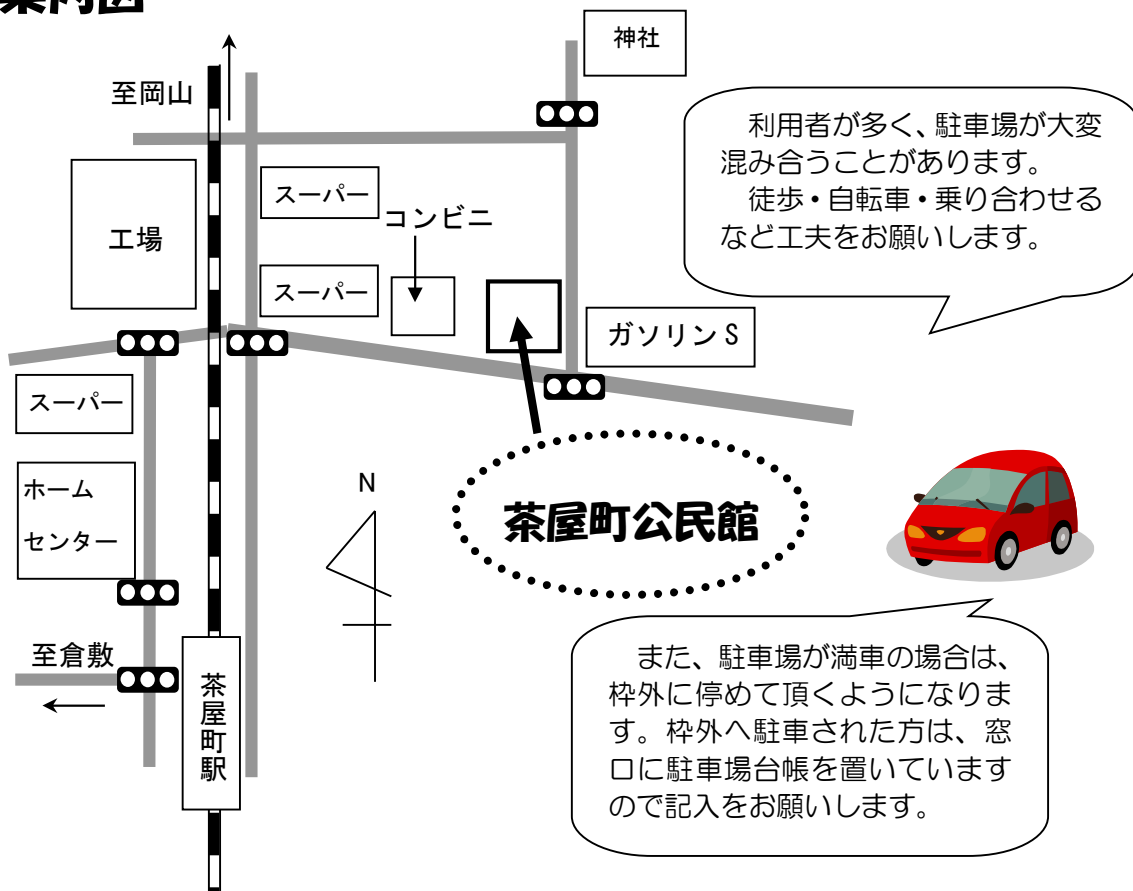 案内図
神社
至岡山
利用者が多く、駐車場が大変
混み合うことがあります。
徒歩・自転車・乗り合わせる
など工夫をお願いします。
スーパー
コンビニ
工場
スーパー
ガソリンS
スーパー
ホーム
センター
N
茶屋町公民館
至倉敷
茶屋町駅
また、駐車場が満車の場合は、
枠外に停めて頂くようになりま
す。枠外へ駐車された方は、窓
口に駐車場台帳を置いています
ので記入をお願いします。